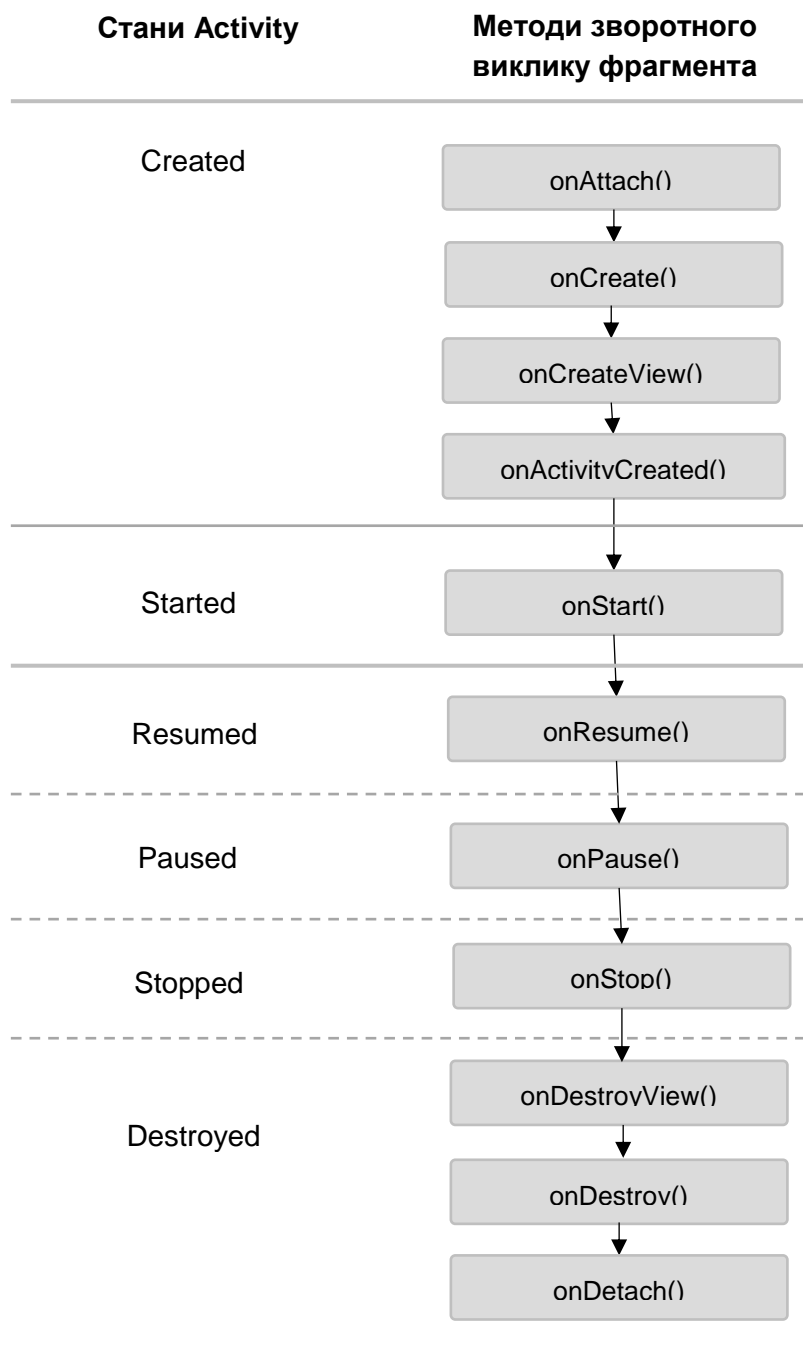 Стани Activity
Методи зворотного
виклику фрагмента
Created
onAttach()
onCreate()
onCreateView()
onActivityCreated()
Started
onStart()
Resumed
onResume()
Paused
onPause()
Stopped
onStop()
Destroyed
onDestroyView()
onDestroy()
onDetach()